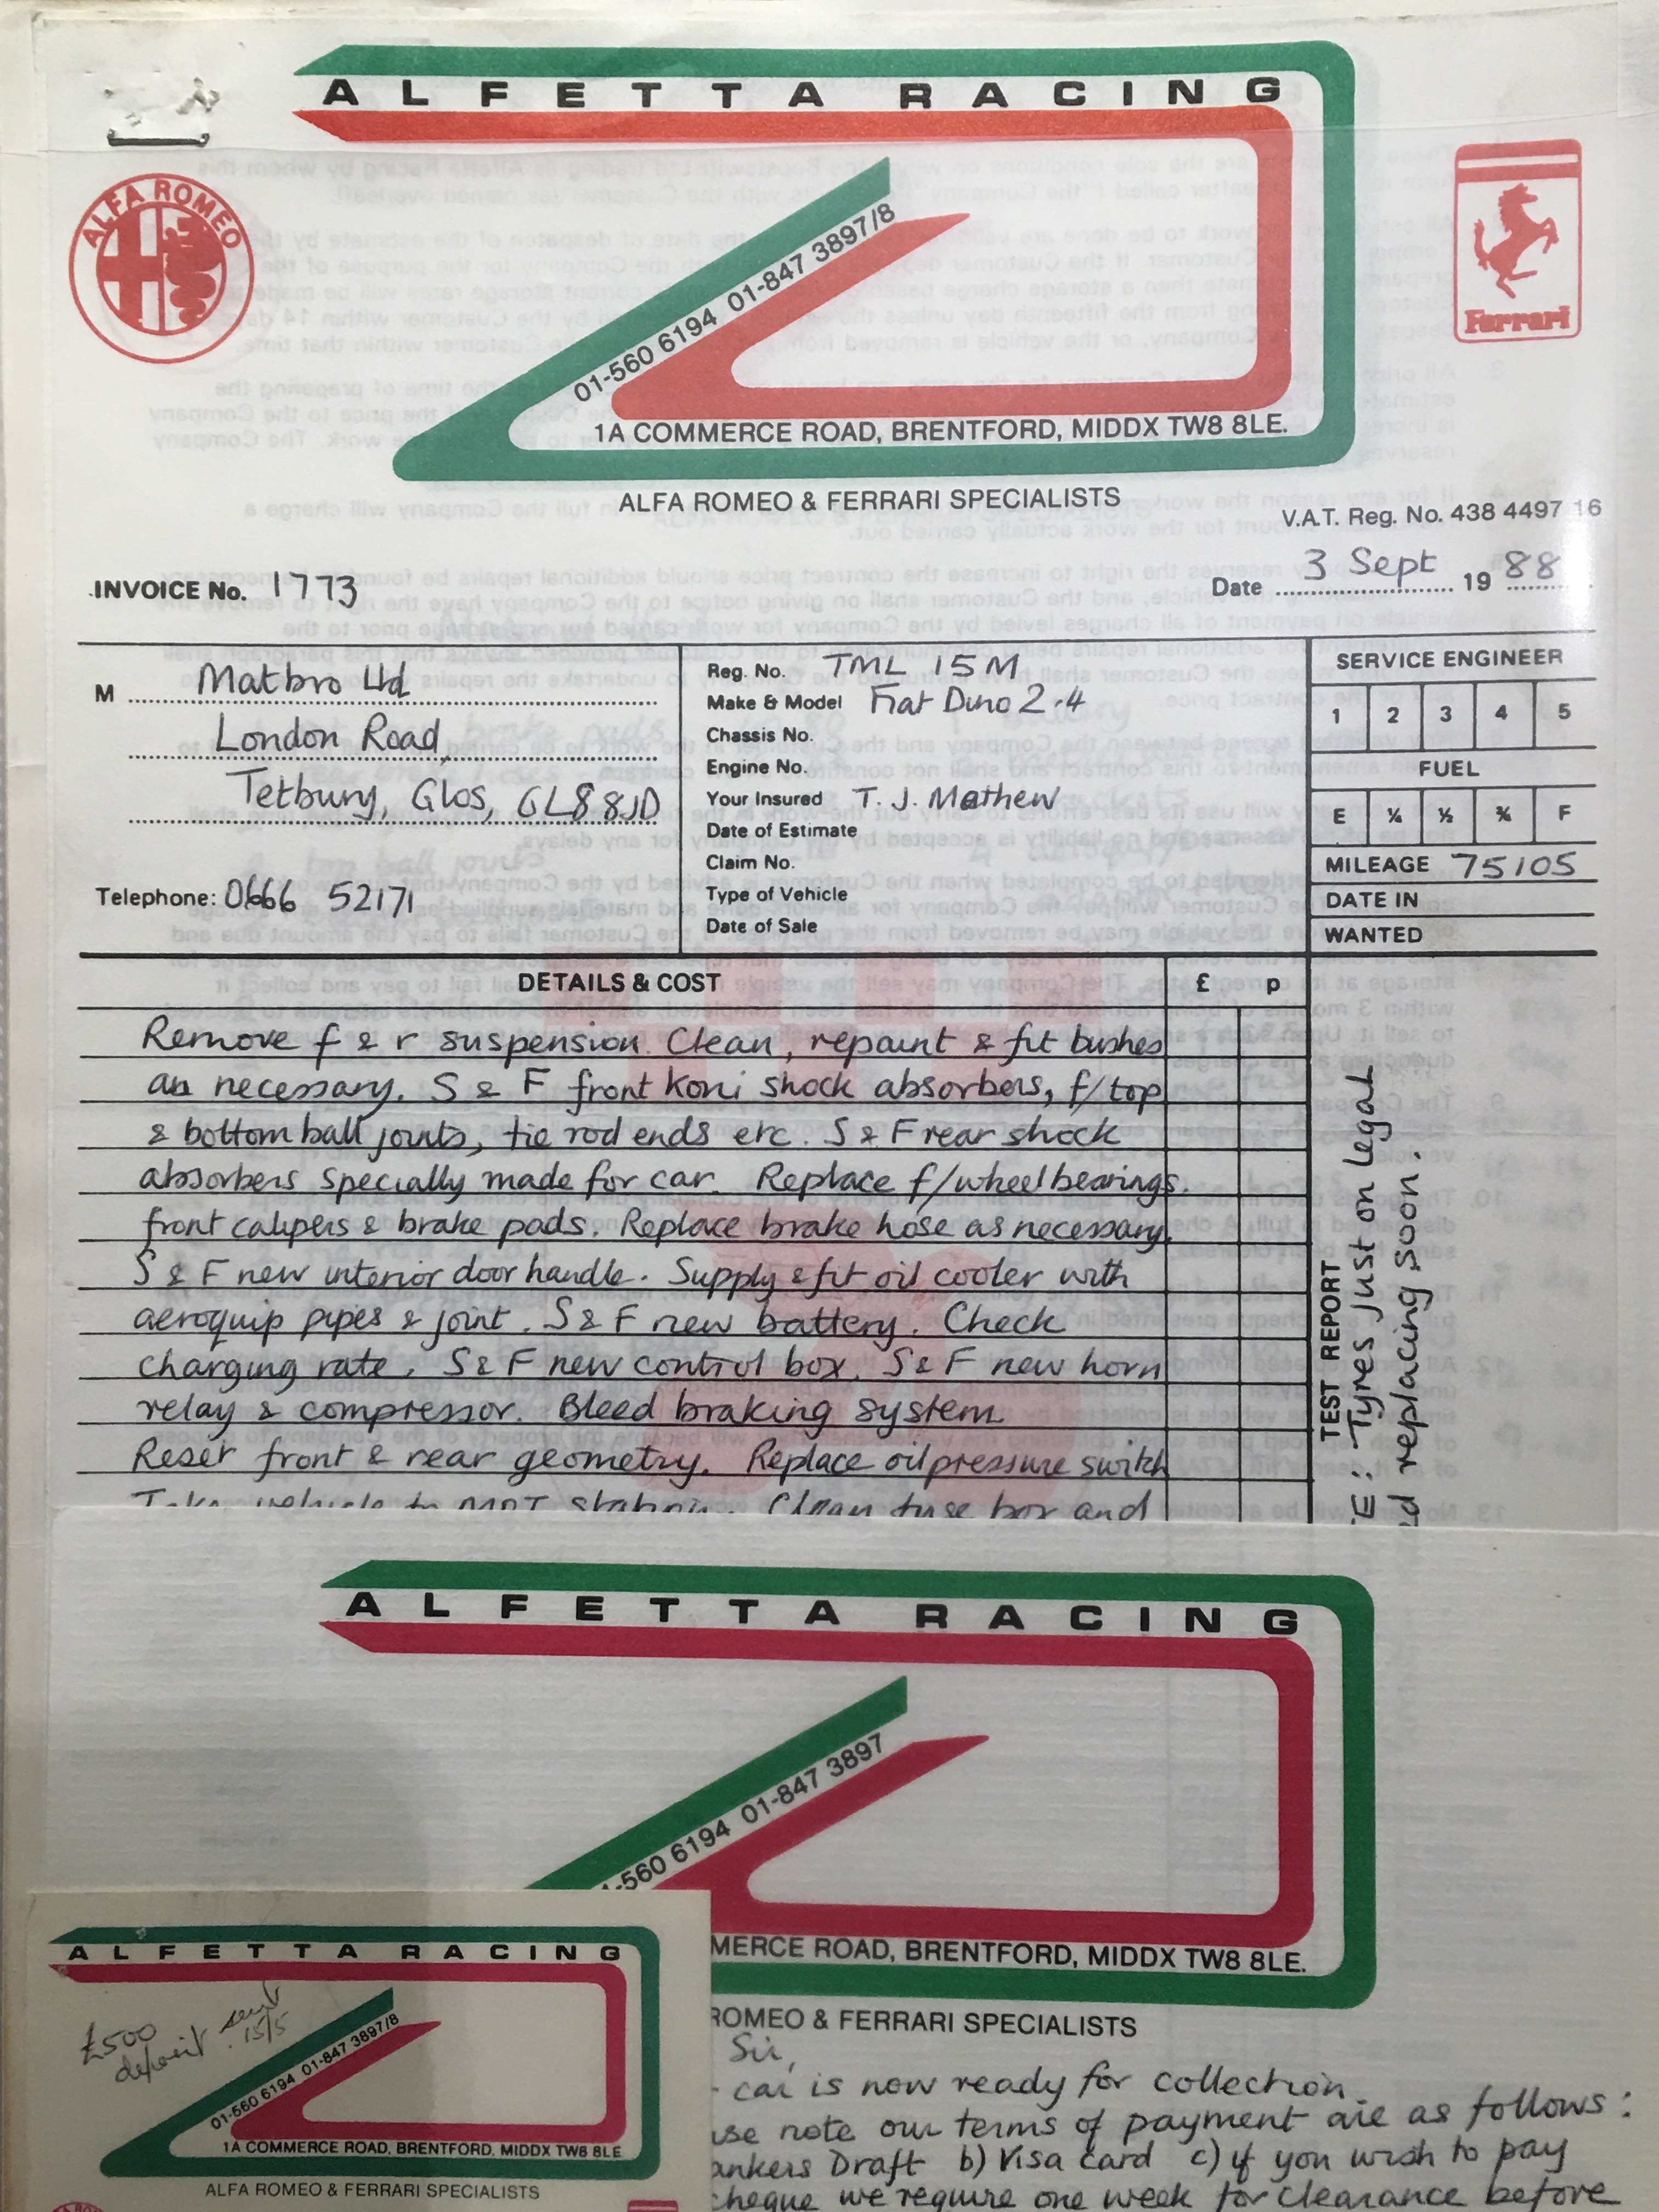 ALFETTA RACING
01-560 6194 01-847 3897/8
1A COMMERCE ROAD, BRENTFORD, MIDDX TW8 8LE.
ALFA ROMEO & FERRARI SPECIALISTS
ALFA ROMEO
Ferrari
V.A.T. Reg. No. 438 4497 16
INVOICE No. 1773
Date 3 Sept 19 88
M Matbro Ltd
London Road,
Tetbury, Glos, GL8 8JD
Telephone: 0666 52171
Reg. No. TML 15M
Make & Model Fiat Dino 2.4
Chassis No.
Engine No.
Your Insured T. J. Mathew
Date of Estimate
Claim No.
Type of Vehicle
Date of Sale
SERVICE ENGINEER
1 2 3 4 5
FUEL
E ¼ ½ ¾ F
MILEAGE 75105
DATE IN
WANTED
DETAILS & COST £ p
Remove f & r suspension. Clean, repaint & fit bushes
as necessary. S & F front koni shock absorbers, f/top
& bottom ball joints, tie rod ends etc. S & F rear shock
absorbers specially made for car. Replace f/wheel bearings.
front calipers & brake pads. Replace brake hose as necessary.
S & F new interior door handle. Supply & fit oil cooler with
aeroquip pipes & joint. S & F new battery. Check
charging rate. S & F new control box. S & F new horn
relay & compressor. Bleed braking system
Reset front & rear geometry. Replace oil pressure switch
Take vehicle to MOT station. Clean fuse box and
TEST REPORT
E: Tyres just on legal
d replacing soon.
ALFETTA RACING
-560 6194 01-847 3897
MERCE ROAD, BRENTFORD, MIDDX TW8 8LE.
ROMEO & FERRARI SPECIALISTS
Sir,
car is now ready for collection.
se note our terms of payment are as follows:
ankers Draft b) Visa card c) if you wish to pay
cheque we require one week for clearance before
ALFETTA RACING
£500
deposit. sent
15/5
01-560 6194 01-847 3897/8
1A COMMERCE ROAD, BRENTFORD, MIDDX TW8 8LE
ALFA ROMEO & FERRARI SPECIALISTS